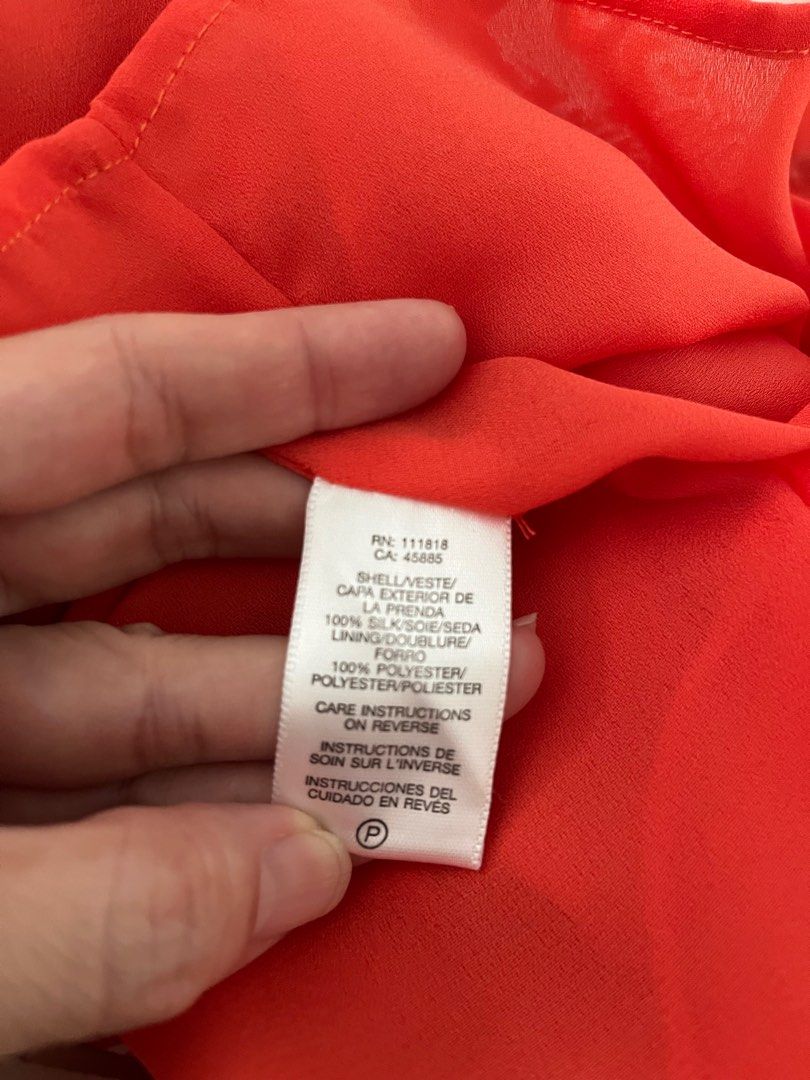 RN: 111818
CA: 45885
SHELL/VESTE/
CAPA EXTERIOR DE
LA PRENDA
100% SILK/SOIE/SEDA
LINING/DOUBLURE/
FORRO
100% POLYESTER/
POLYESTER/POLIESTER
CARE INSTRUCTIONS
ON REVERSE
INSTRUCTIONS DE
SOIN SUR L'INVERSE
INSTRUCCIONES DEL
CUIDADO EN REVÉS
P